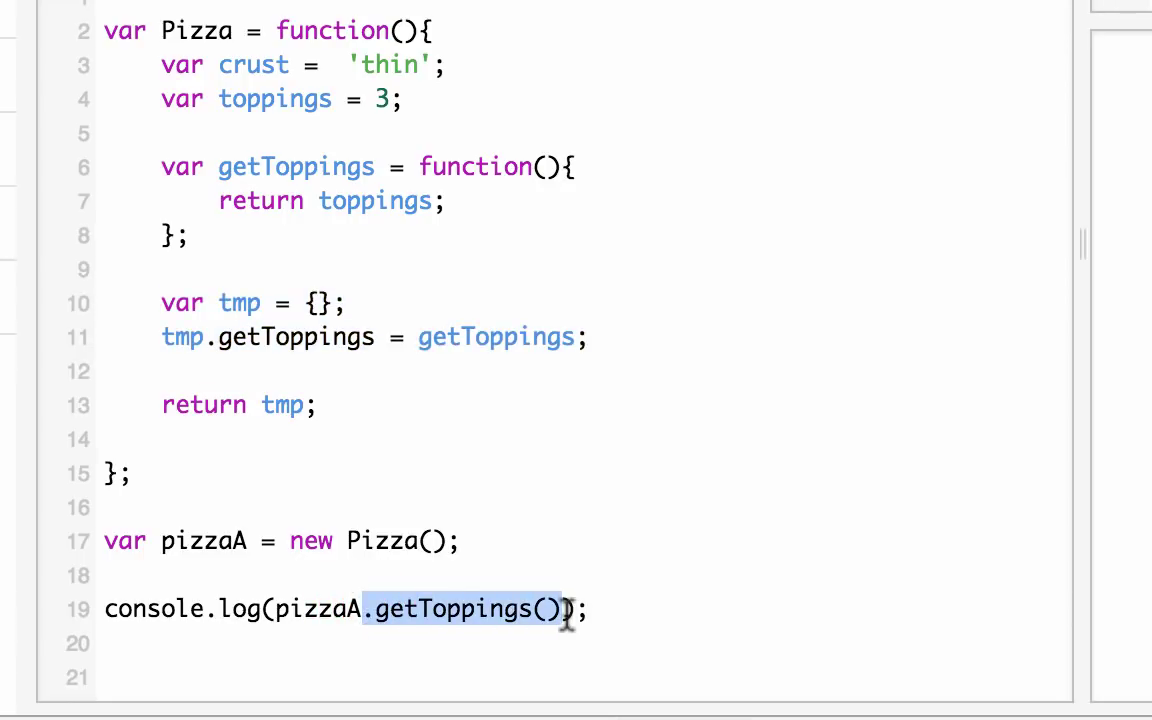 2 var Pizza = function(){
3 var crust =  'thin';
4 var toppings = 3;
5
6 var getToppings = function(){
7 return toppings;
8 };
9
10 var tmp = {};
11 tmp.getToppings = getToppings;
12
13 return tmp;
14
15 };
16
17 var pizzaA = new Pizza();
18
19 console.log(pizzaA.getToppings());
20
21